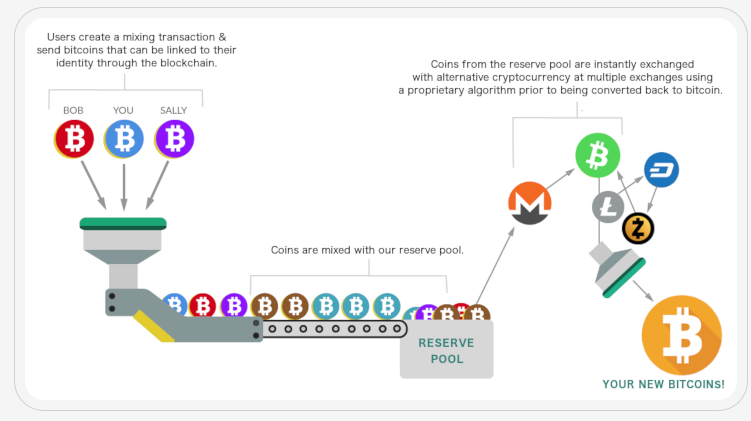 Users create a mixing transaction &
send bitcoins that can be linked to their
identity through the blockchain.
BOB
YOU
SALLY
Coins from the reserve pool are instantly exchanged
with alternative cryptocurrency at multiple exchanges using
a proprietary algorithm prior to being converted back to bitcoin.
Coins are mixed with our reserve pool.
RESERVE
POOL
YOUR NEW BITCOINS!